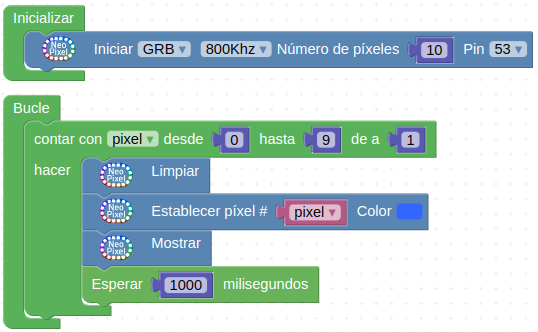 Inicializar
Neo Pixel Iniciar GRB 800Khz Número de píxeles 10 Pin 53
Bucle
contar con pixel desde 0 hasta 9 de a 1
hacer Neo Pixel Limpiar
Neo Pixel Establecer píxel # pixel Color
Neo Pixel Mostrar
Esperar 1000 milisegundos